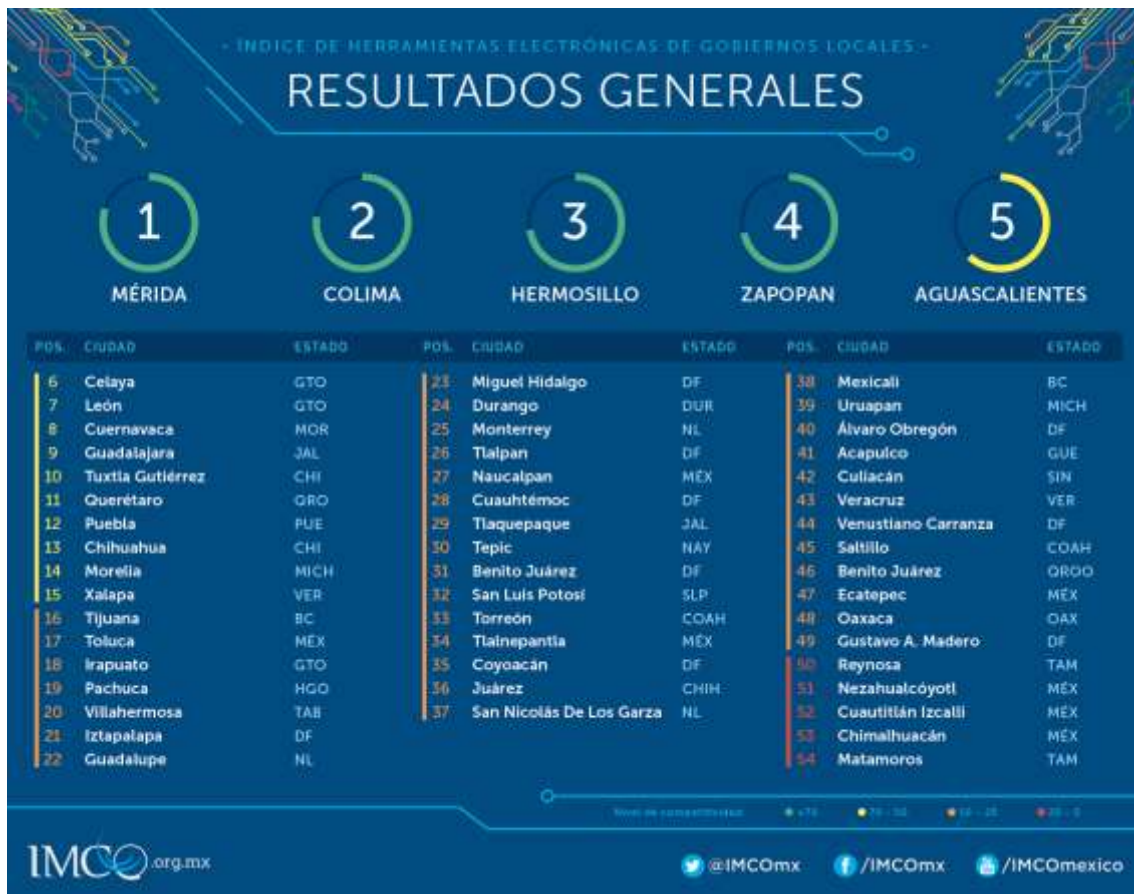 - ÍNDICE DE HERRAMIENTAS ELECTRÓNICAS DE GOBIERNOS LOCALES -
RESULTADOS GENERALES
1
MÉRIDA
2
COLIMA
3
HERMOSILLO
4
ZAPOPAN
5
AGUASCALIENTES
POS. CIUDAD ESTADO
6 Celaya GTO
7 León GTO
8 Cuernavaca MOR
9 Guadalajara JAL
10 Tuxtla Gutiérrez CHI
11 Querétaro QRO
12 Puebla PUE
13 Chihuahua CHI
14 Morelia MICH
15 Xalapa VER
16 Tijuana BC
17 Toluca MÉX
18 Irapuato GTO
19 Pachuca HGO
20 Villahermosa TAB
21 Iztapalapa DF
22 Guadalupe NL
POS. CIUDAD ESTADO
23 Miguel Hidalgo DF
24 Durango DUR
25 Monterrey NL
26 Tlalpan DF
27 Naucalpan MÉX
28 Cuauhtémoc DF
29 Tlaquepaque JAL
30 Tepic NAY
31 Benito Juárez DF
32 San Luis Potosí SLP
33 Torreón COAH
34 Tlalnepantla MÉX
35 Coyoacán DF
36 Juárez CHIH
37 San Nicolás De Los Garza NL
POS. CIUDAD ESTADO
38 Mexicali BC
39 Uruapan MICH
40 Álvaro Obregón DF
41 Acapulco GUE
42 Culiacán SIN
43 Veracruz VER
44 Venustiano Carranza DF
45 Saltillo COAH
46 Benito Juárez QROO
47 Ecatepec MÉX
48 Oaxaca OAX
49 Gustavo A. Madero DF
50 Reynosa TAM
51 Nezahualcóyotl MÉX
52 Cuautitlán Izcalli MÉX
53 Chimalhuacán MÉX
54 Matamoros TAM
Nivel de competitividad
IMCO.org.mx
@IMCOmx
/IMCOmx
/IMCOmexico